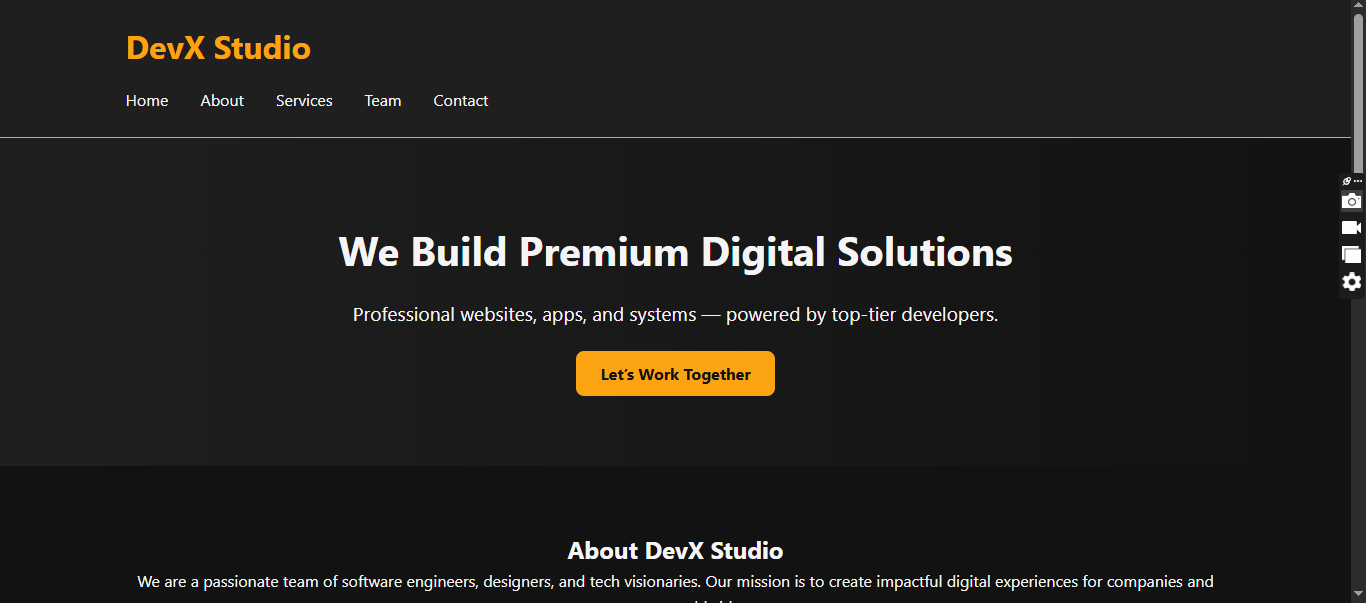 DevX Studio
Home About Services Team Contact
We Build Premium Digital Solutions
Professional websites, apps, and systems — powered by top-tier developers.
Let’s Work Together
About DevX Studio
We are a passionate team of software engineers, designers, and tech visionaries. Our mission is to create impactful digital experiences for companies and